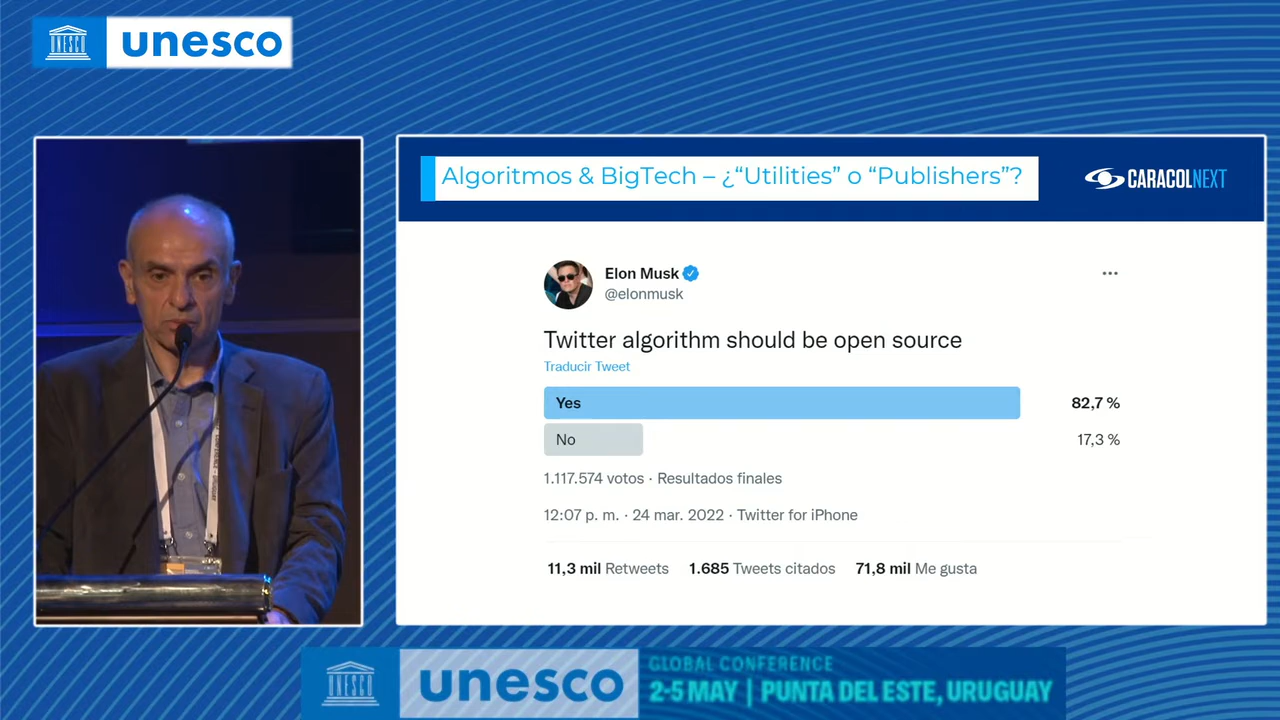 UNESCO
unesco
Algoritmos & BigTech – ¿“Utilities” o “Publishers”?
CARACOLNEXT
Elon Musk
@elonmusk
Twitter algorithm should be open source
Traducir Tweet
Yes 82,7 %
No 17,3 %
1.117.574 votos · Resultados finales
12:07 p. m. · 24 mar. 2022 · Twitter for iPhone
11,3 mil Retweets 1.685 Tweets citados 71,8 mil Me gusta
UNESCO
unesco
GLOBAL CONFERENCE
2-5 MAY | PUNTA DEL ESTE, URUGUAY